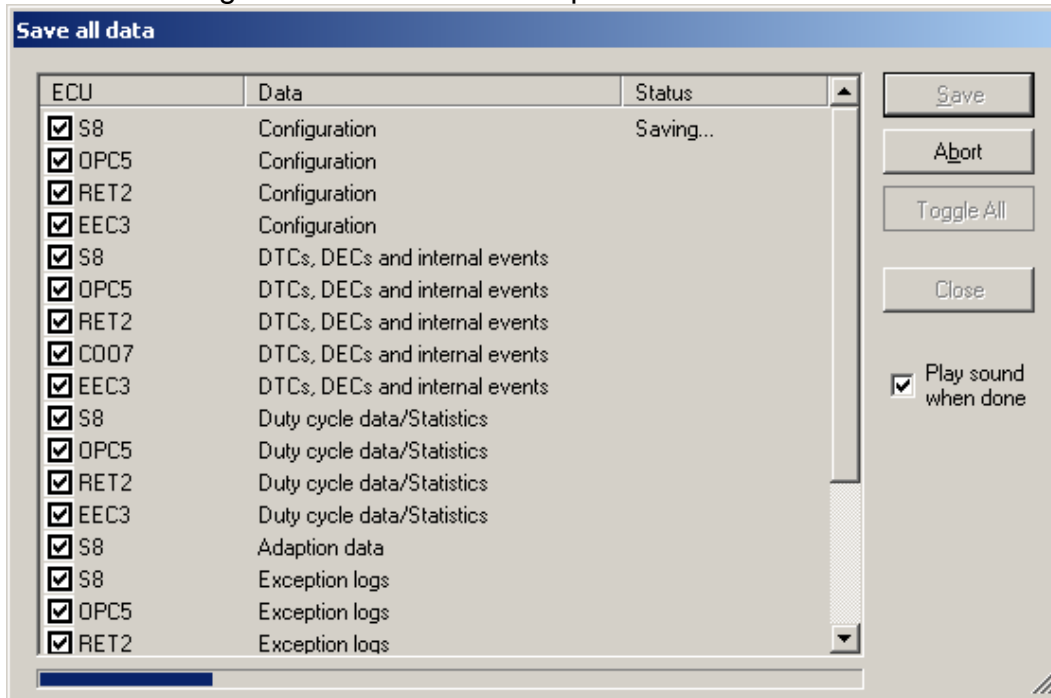 Save all data
ECU Data Status
S8 Configuration Saving...
OPC5 Configuration
RET2 Configuration
EEC3 Configuration
S8 DTCs, DECs and internal events
OPC5 DTCs, DECs and internal events
RET2 DTCs, DECs and internal events
COO7 DTCs, DECs and internal events
EEC3 DTCs, DECs and internal events
S8 Duty cycle data/Statistics
OPC5 Duty cycle data/Statistics
RET2 Duty cycle data/Statistics
EEC3 Duty cycle data/Statistics
S8 Adaption data
S8 Exception logs
OPC5 Exception logs
RET2 Exception logs
Save
Abort
Toggle All
Close
Play sound
when done